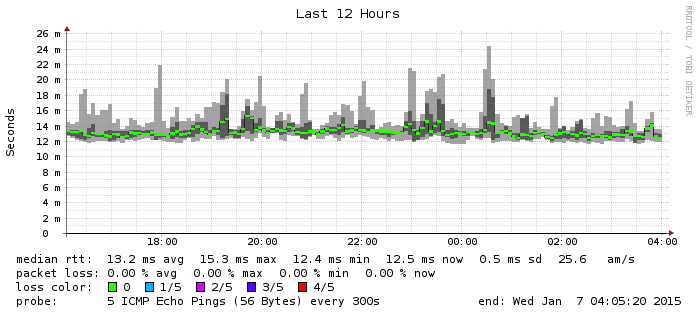 Last 12 Hours
RRDTOOL / TOBI OETIKER
Seconds
26 m
24 m
22 m
20 m
18 m
16 m
14 m
12 m
10 m
8 m
6 m
4 m
2 m
0
18:00 20:00 22:00 00:00 02:00 04:00
median rtt: 13.2 ms avg 15.3 ms max 12.4 ms min 12.5 ms now 0.5 ms sd 25.6 am/s
packet loss: 0.00 % avg 0.00 % max 0.00 % min 0.00 % now
loss color: 0 1/5 2/5 3/5 4/5
probe: 5 ICMP Echo Pings (56 Bytes) every 300s end: Wed Jan 7 04:05:20 2015